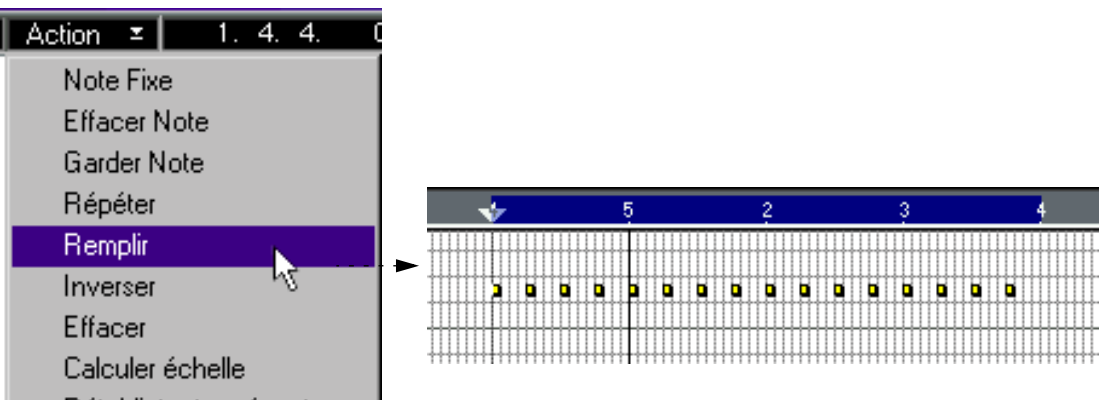 Action 1. 4. 4.
Note Fixe
Effacer Note
Garder Note
Répéter
Remplir
Inverser
Effacer
Calculer échelle
5 2 3 4